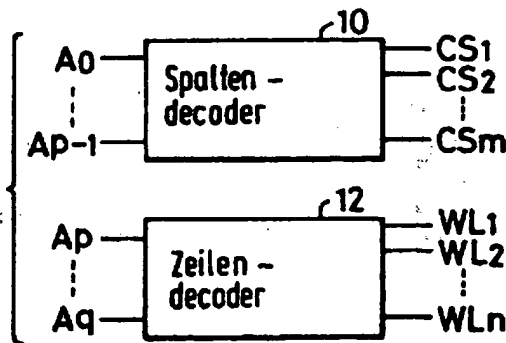 10
A0 Spalten - CS1
decoder CS2
Ap-1 CSm
12
Ap Zeilen - WL1
decoder WL2
Aq WLn